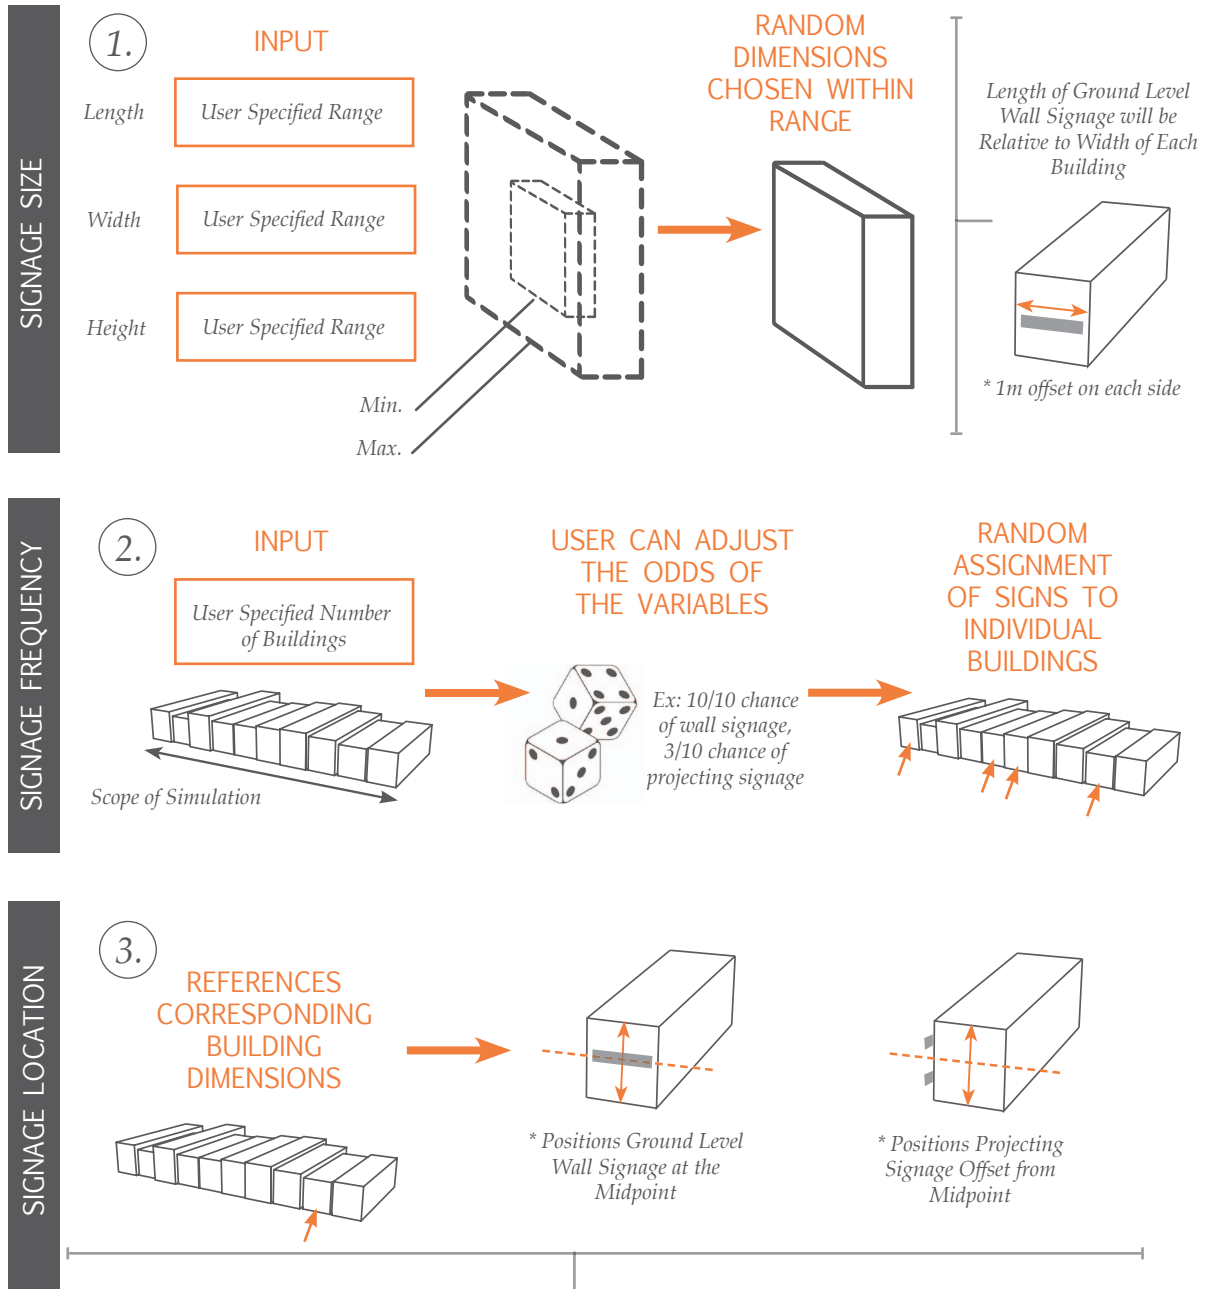 SIGNAGE SIZE
1.
INPUT
Length
User Specified Range
Width
User Specified Range
Height
User Specified Range
Min.
Max.
RANDOM
DIMENSIONS
CHOSEN WITHIN
RANGE
Length of Ground Level
Wall Signage will be
Relative to Width of Each
Building
* 1m offset on each side
SIGNAGE FREQUENCY
2.
INPUT
User Specified Number
of Buildings
Scope of Simulation
USER CAN ADJUST
THE ODDS OF
THE VARIABLES
Ex: 10/10 chance
of wall signage,
3/10 chance of
projecting signage
RANDOM
ASSIGNMENT
OF SIGNS TO
INDIVIDUAL
BUILDINGS
SIGNAGE LOCATION
3.
REFERENCES
CORRESPONDING
BUILDING
DIMENSIONS
* Positions Ground Level
Wall Signage at the
Midpoint
* Positions Projecting
Signage Offset from
Midpoint